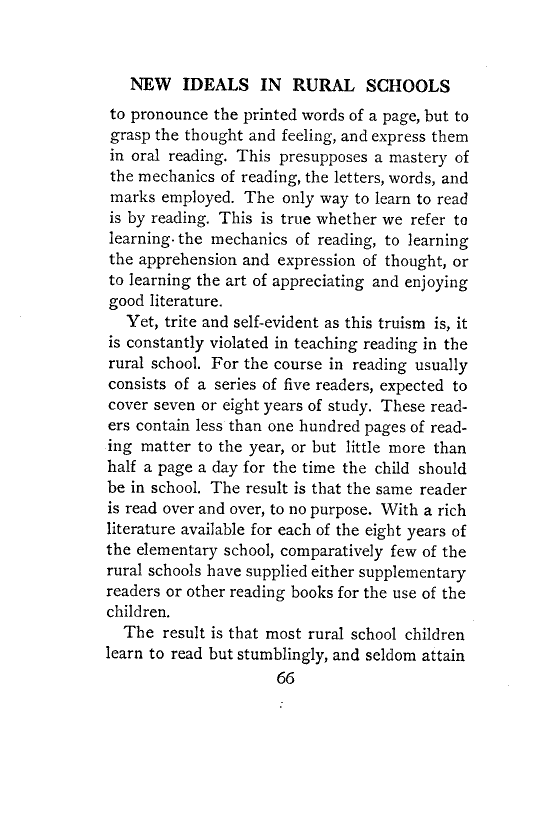 NEW IDEALS IN RURAL SCHOOLS
to pronounce the printed words of a page, but to
grasp the thought and feeling, and express them
in oral reading. This presupposes a mastery of
the mechanics of reading, the letters, words, and
marks employed. The only way to learn to read
is by reading. This is true whether we refer to
learning the mechanics of reading, to learning
the apprehension and expression of thought, or
to learning the art of appreciating and enjoying
good literature.
Yet, trite and self-evident as this truism is, it
is constantly violated in teaching reading in the
rural school. For the course in reading usually
consists of a series of five readers, expected to
cover seven or eight years of study. These read-
ers contain less than one hundred pages of read-
ing matter to the year, or but little more than
half a page a day for the time the child should
be in school. The result is that the same reader
is read over and over, to no purpose. With a rich
literature available for each of the eight years of
the elementary school, comparatively few of the
rural schools have supplied either supplementary
readers or other reading books for the use of the
children.
The result is that most rural school children
learn to read but stumblingly, and seldom attain
66